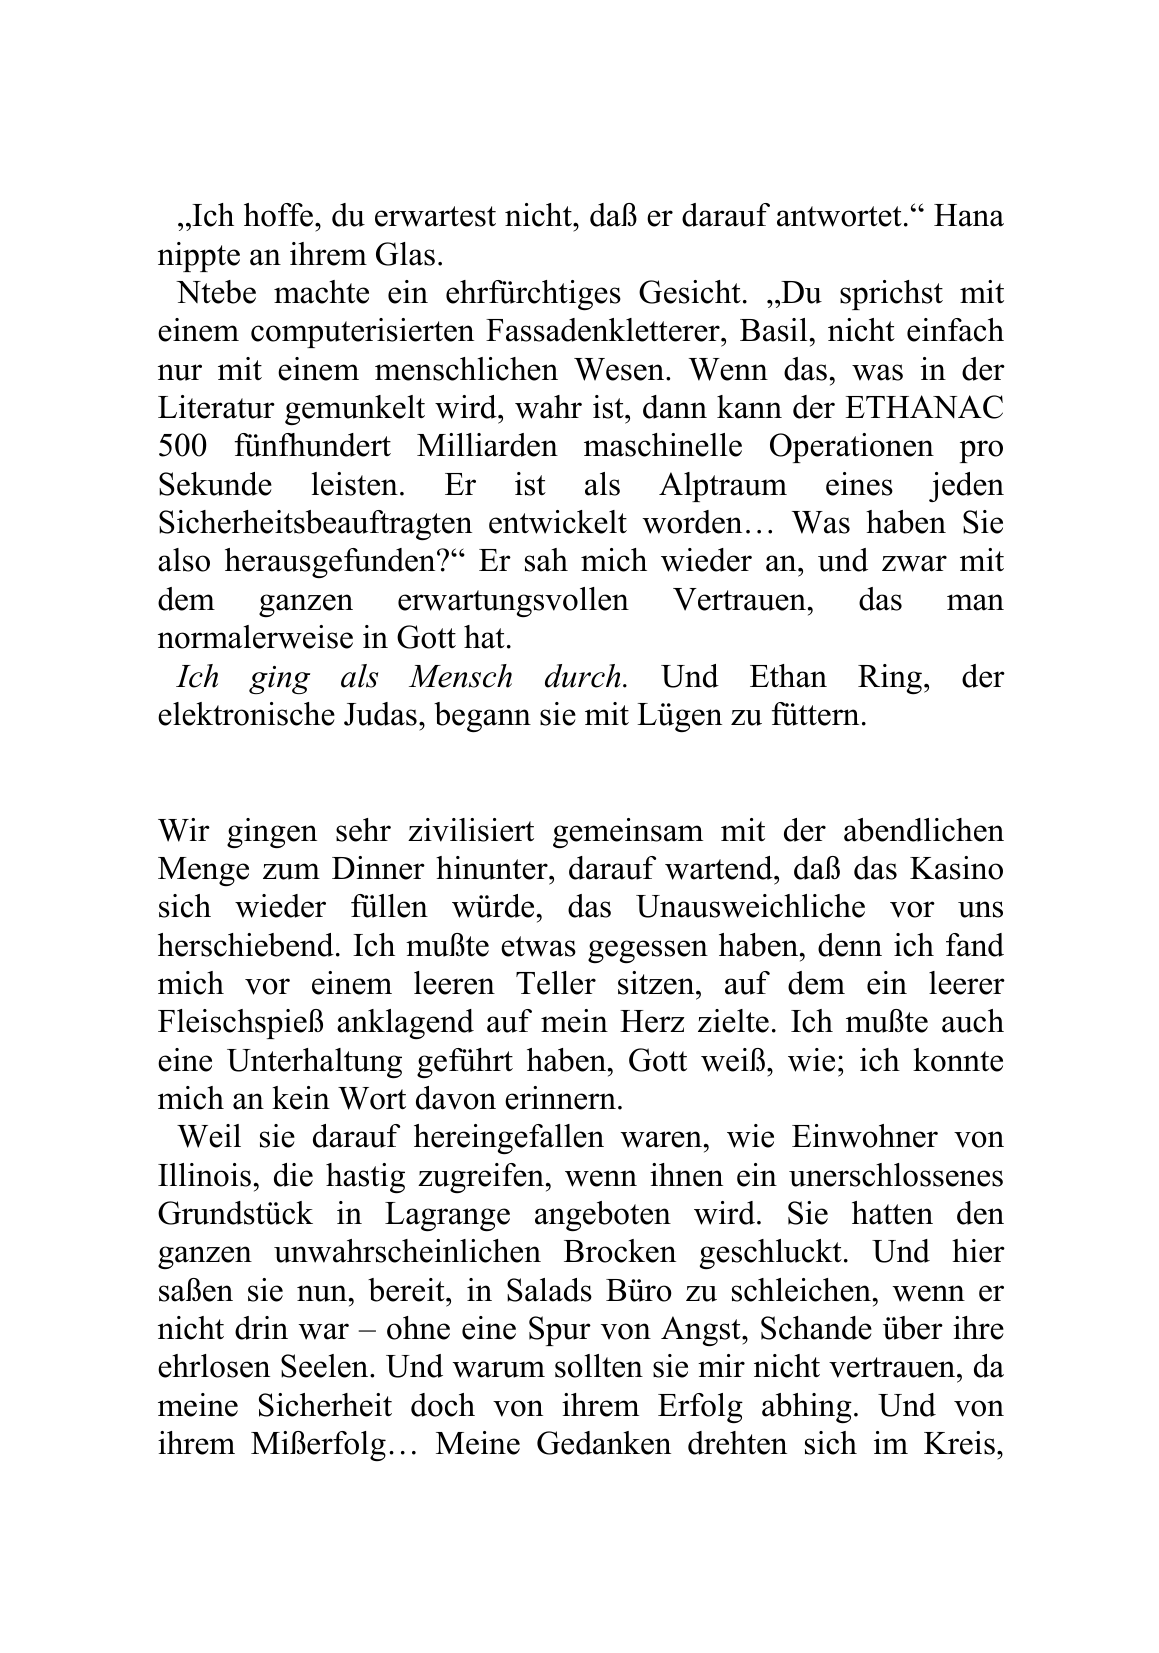 „Ich hoffe, du erwartest nicht, daß er darauf antwortet.“ Hana
nippte an ihrem Glas.
Ntebe machte ein ehrfürchtiges Gesicht. „Du sprichst mit
einem computerisierten Fassadenkletterer, Basil, nicht einfach
nur mit einem menschlichen Wesen. Wenn das, was in der
Literatur gemunkelt wird, wahr ist, dann kann der ETHANAC
500 fünfhundert Milliarden maschinelle Operationen pro
Sekunde leisten. Er ist als Alptraum eines jeden
Sicherheitsbeauftragten entwickelt worden… Was haben Sie
also herausgefunden?“ Er sah mich wieder an, und zwar mit
dem ganzen erwartungsvollen Vertrauen, das man
normalerweise in Gott hat.
Ich ging als Mensch durch. Und Ethan Ring, der
elektronische Judas, begann sie mit Lügen zu füttern.
Wir gingen sehr zivilisiert gemeinsam mit der abendlichen
Menge zum Dinner hinunter, darauf wartend, daß das Kasino
sich wieder füllen würde, das Unausweichliche vor uns
herschiebend. Ich mußte etwas gegessen haben, denn ich fand
mich vor einem leeren Teller sitzen, auf dem ein leerer
Fleischspieß anklagend auf mein Herz zielte. Ich mußte auch
eine Unterhaltung geführt haben, Gott weiß, wie; ich konnte
mich an kein Wort davon erinnern.
Weil sie darauf hereingefallen waren, wie Einwohner von
Illinois, die hastig zugreifen, wenn ihnen ein unerschlossenes
Grundstück in Lagrange angeboten wird. Sie hatten den
ganzen unwahrscheinlichen Brocken geschluckt. Und hier
saßen sie nun, bereit, in Salads Büro zu schleichen, wenn er
nicht drin war – ohne eine Spur von Angst, Schande über ihre
ehrlosen Seelen. Und warum sollten sie mir nicht vertrauen, da
meine Sicherheit doch von ihrem Erfolg abhing. Und von
ihrem Mißerfolg… Meine Gedanken drehten sich im Kreis,